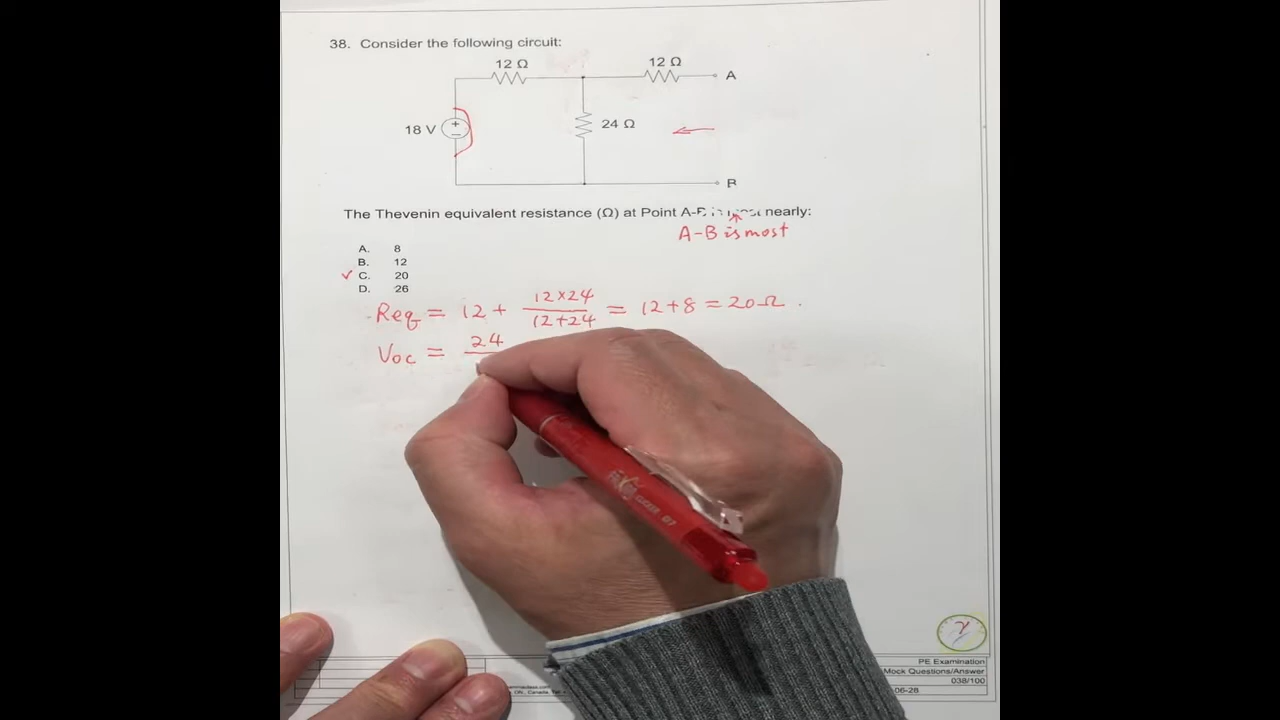 38. Consider the following circuit:
12 Ω
12 Ω
A
18 V
+
−
24 Ω
B
The Thevenin equivalent resistance (Ω) at Point A-B nearly:
A-B is most
A. 8
B. 12
✓ C. 20
D. 26
Req = 12 + 12×24 / 12+24 = 12+8 = 20Ω.
Voc = 24
PE Examination
Mock Questions/Answer
038/100
06-28